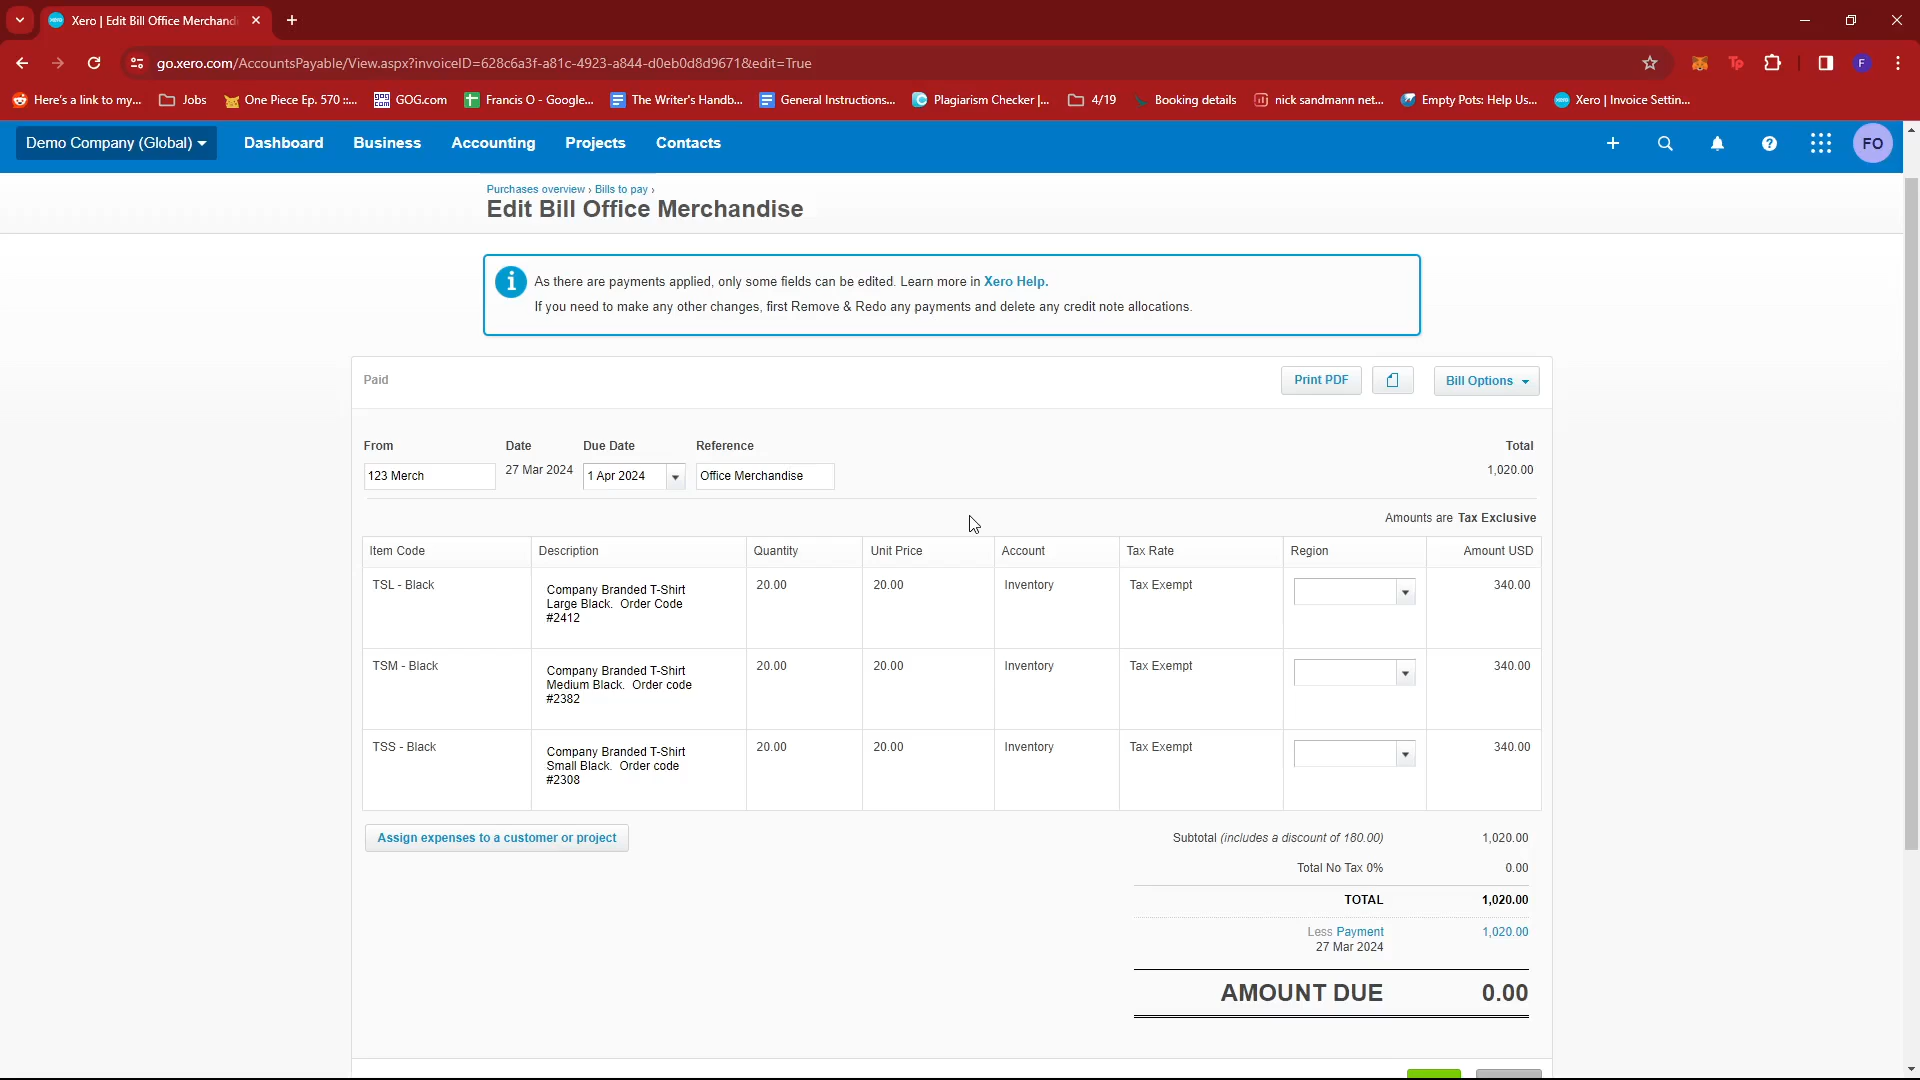 Xero | Edit Bill Office Merchand
go.xero.com/AccountsPayable/View.aspx?invoiceID=628c6a3f-a81c-4923-a844-d0eb0d8d9671&edit=True
Tp
F
Here's a link to my...
Jobs
One Piece Ep. 570 ::...
GOG.com
Francis O - Google...
The Writer's Handb...
General Instructions...
Plagiarism Checker |...
4/19
Booking details
nick sandmann net...
Empty Pots: Help Us...
Xero | Invoice Settin...
Demo Company (Global)
Dashboard
Business
Accounting
Projects
Contacts
FO
Purchases overview › Bills to pay ›
Edit Bill Office Merchandise
As there are payments applied, only some fields can be edited. Learn more in Xero Help.
If you need to make any other changes, first Remove & Redo any payments and delete any credit note allocations.
Paid
Print PDF
Bill Options
From Date Due Date Reference Total
123 Merch 27 Mar 2024 1 Apr 2024 Office Merchandise 1,020.00
Amounts are Tax Exclusive
Item Code Description Quantity Unit Price Account Tax Rate Region Amount USD
TSL - Black Company Branded T-Shirt 20.00 20.00 Inventory Tax Exempt 340.00
Large Black. Order Code
#2412
TSM - Black Company Branded T-Shirt 20.00 20.00 Inventory Tax Exempt 340.00
Medium Black. Order code
#2382
TSS - Black Company Branded T-Shirt 20.00 20.00 Inventory Tax Exempt 340.00
Small Black. Order code
#2308
Assign expenses to a customer or project
Subtotal (includes a discount of 180.00) 1,020.00
Total No Tax 0% 0.00
TOTAL 1,020.00
Less Payment 1,020.00
27 Mar 2024
AMOUNT DUE 0.00